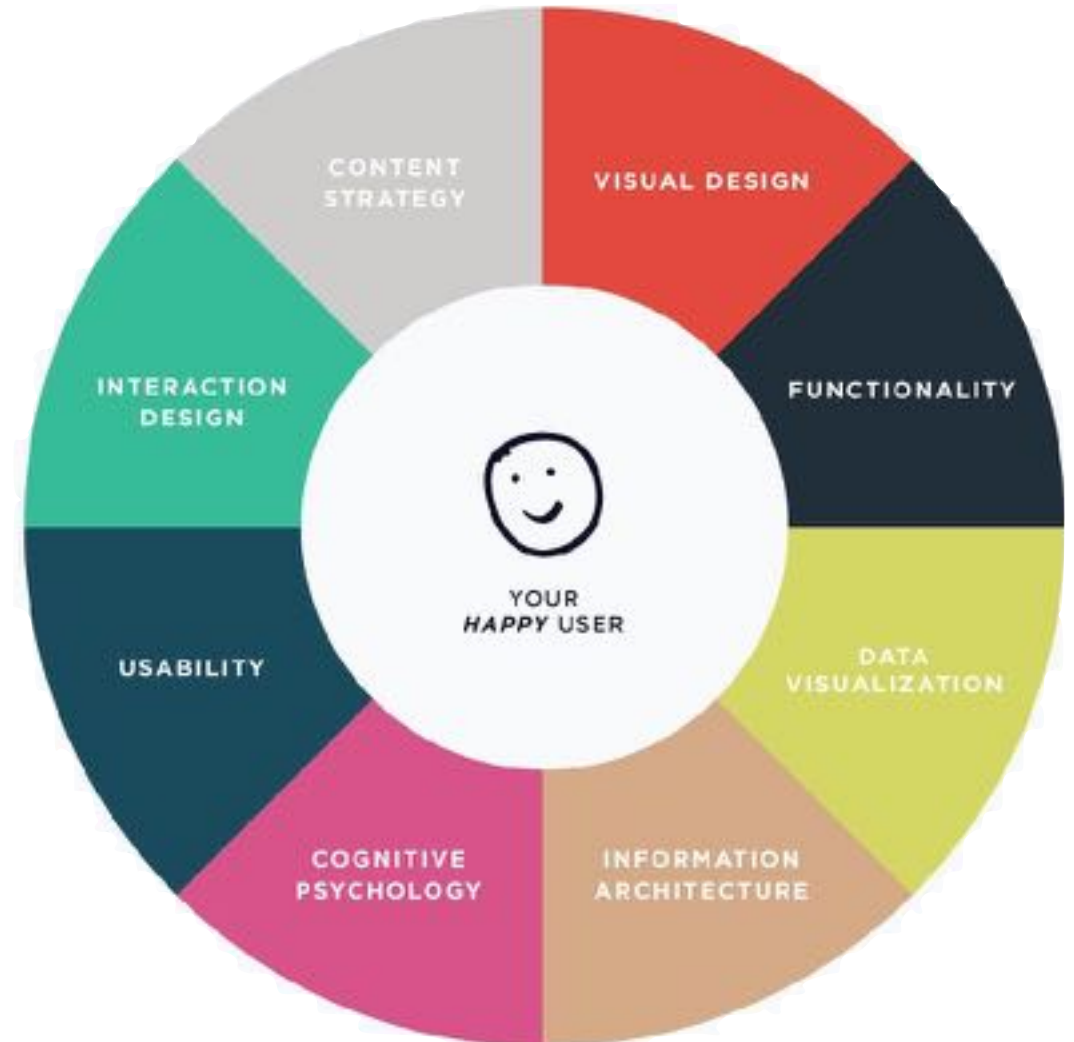 CONTENT
STRATEGY
VISUAL DESIGN
INTERACTION
DESIGN
FUNCTIONALITY
YOUR
HAPPY USER
USABILITY
DATA
VISUALIZATION
COGNITIVE
PSYCHOLOGY
INFORMATION
ARCHITECTURE